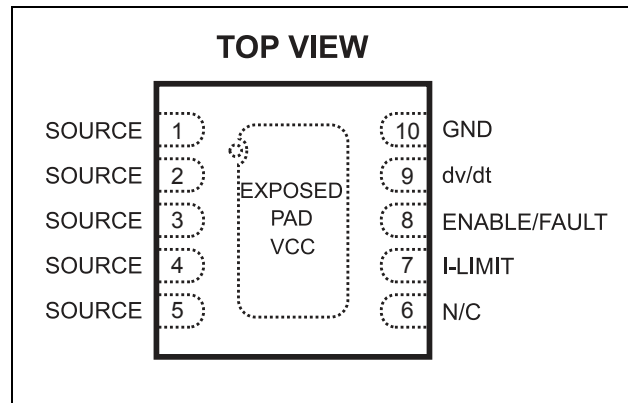 TOP VIEW
SOURCE 1
SOURCE 2
SOURCE 3
SOURCE 4
SOURCE 5
EXPOSED
PAD
VCC
10 GND
9 dv/dt
8 ENABLE/FAULT
7 I-LIMIT
6 N/C